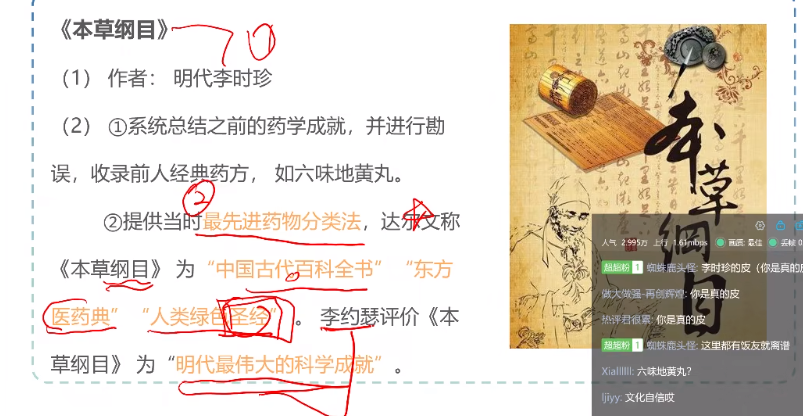 《本草纲目》
①
（1） 作者： 明代李时珍
（2） ①系统总结之前的药学成就，并进行勘
误，收录前人经典药方， 如六味地黄丸。
②
②提供当时最先进药物分类法，达尔文称
《本草纲目》 为 “中国古代百科全书” “东方
医药典” “人类绿色圣经” 。 李约瑟评价《本
草纲目》 为 “明代最伟大的科学成就” 。
本草綱目
人气 2.995万 上行 1.61mbps 画质: 最佳 丢帧 0
超超粉 1 蜘蛛鹿头怪: 李时珍的皮（你是真的皮
做大做强-再创辉煌: 你是真的皮
热评君很累: 你是真的皮
超超粉 1 蜘蛛鹿头怪: 这里都有饭友就离谱
Xiallllll: 六味地黄丸?
ljiyy: 文化自信哎